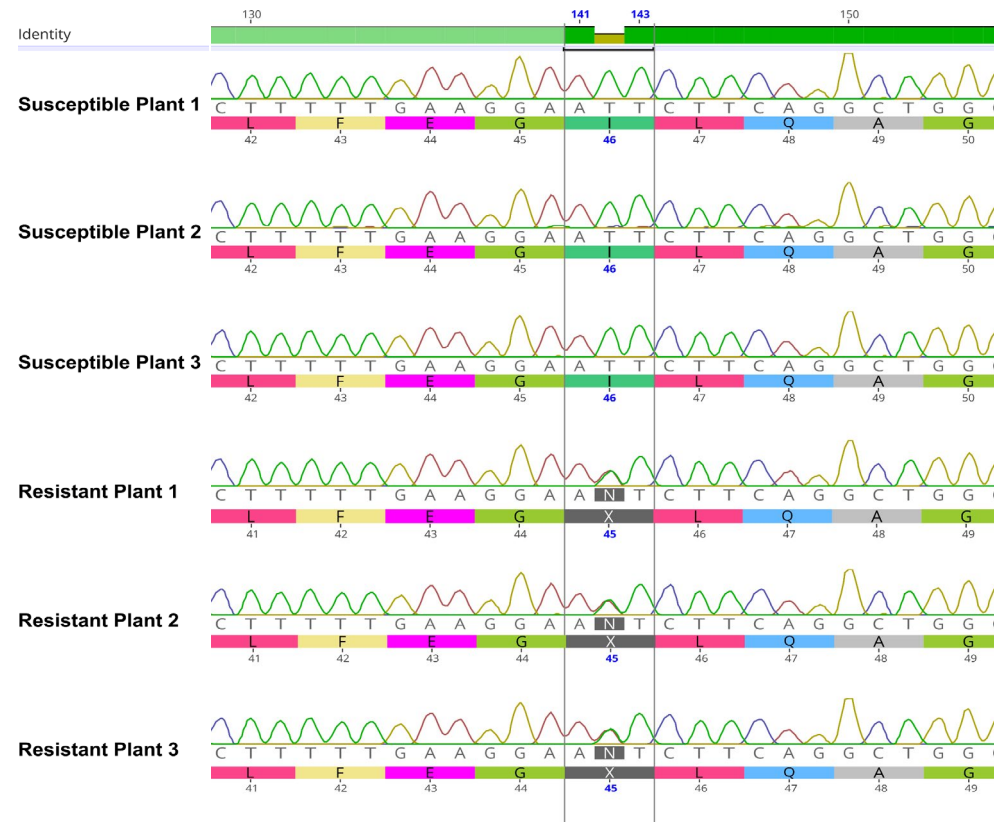 130 141 143 150
Identity
Susceptible Plant 1
C T T T T T G A A G G A A T T C T T C A G G C T G G
L F E G I L Q A G
42 43 44 45 46 47 48 49 50
Susceptible Plant 2
C T T T T T G A A G G A A T T C T T C A G G C T G G
L F E G I L Q A G
42 43 44 45 46 47 48 49 50
Susceptible Plant 3
C T T T T T G A A G G A A T T C T T C A G G C T G G
L F E G I L Q A G
42 43 44 45 46 47 48 49 50
Resistant Plant 1
C T T T T T G A A G G A A N T C T T C A G G C T G G
L F E G X L Q A G
41 42 43 44 45 46 47 48 49
Resistant Plant 2
C T T T T T G A A G G A A N T C T T C A G G C T G G
L F E G X L Q A G
41 42 43 44 45 46 47 48 49
Resistant Plant 3
C T T T T T G A A G G A A N T C T T C A G G C T G G
L F E G X L Q A G
41 42 43 44 45 46 47 48 49